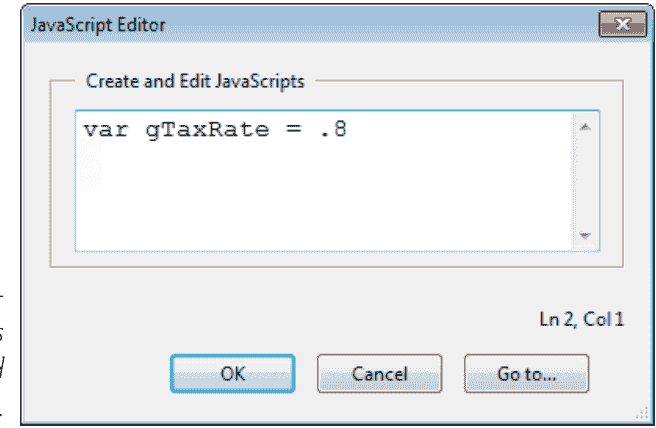 JavaScript Editor
Create and Edit JavaScripts
var gTaxRate = .8
Ln 2, Col 1
OK Cancel Go to...